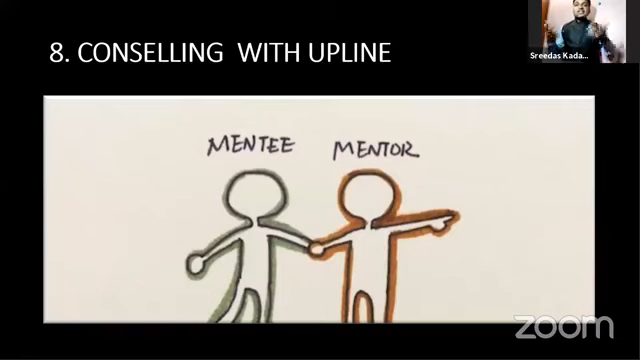 8. CONSELLING WITH UPLINE
Sreedas Kada...
MENTEE MENTOR
zoom